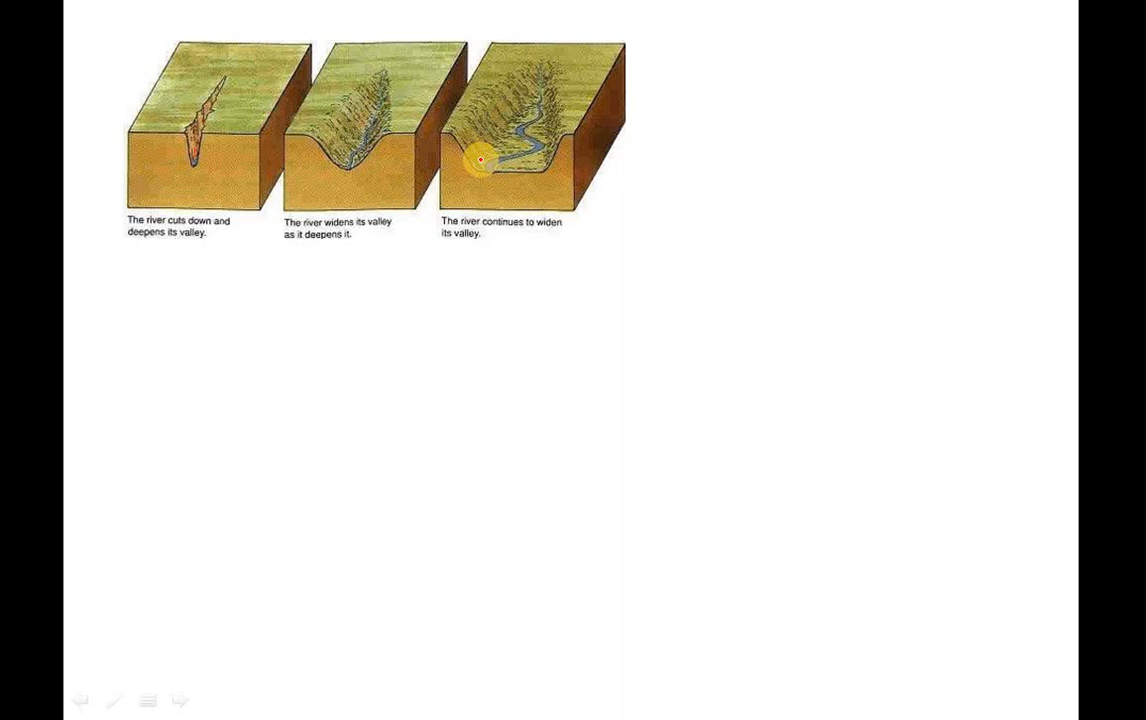 The river cuts down and
deepens its valley.
The river widens its valley
as it deepens it.
The river continues to widen
its valley.